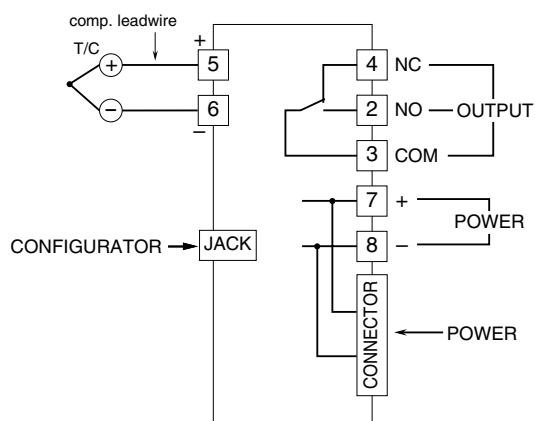 comp. leadwire
T/C
+
+
5
−
6
−
4
NC
2
NO
OUTPUT
3
COM
7
+
POWER
8
−
CONFIGURATOR
JACK
CONNECTOR
POWER